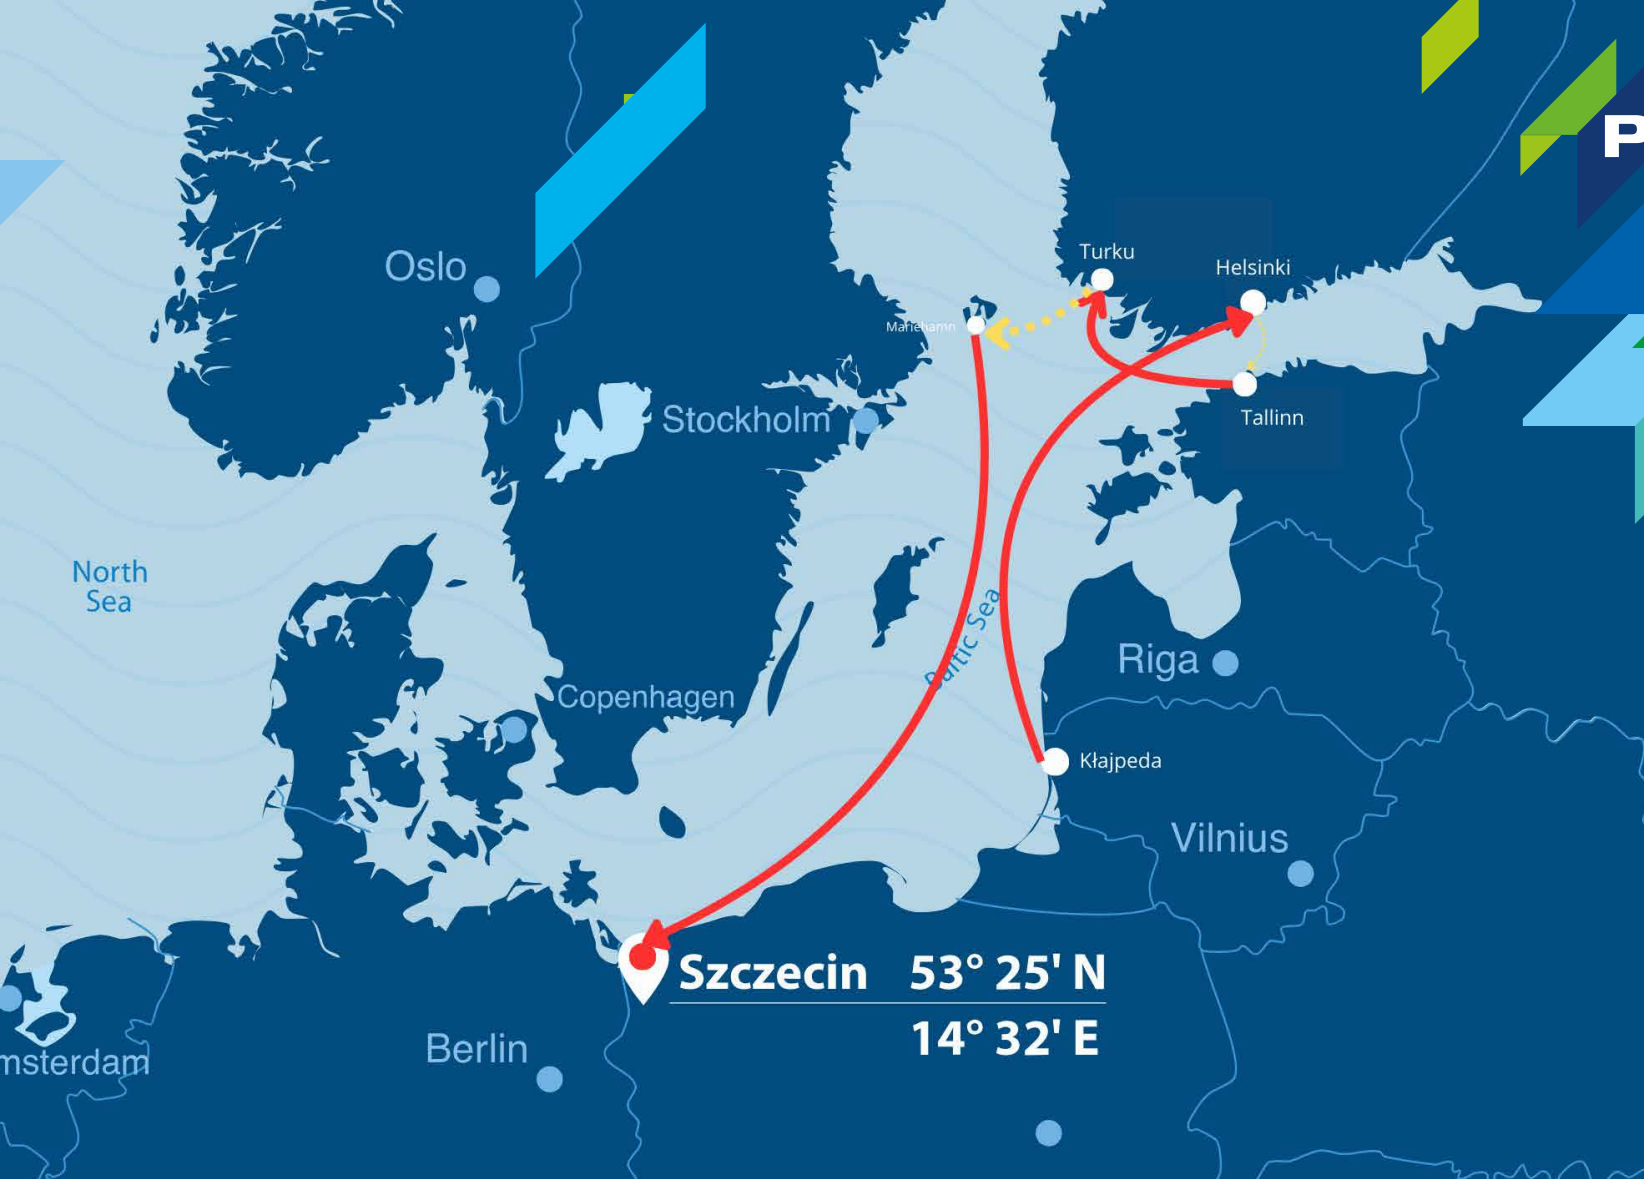 Turku
Helsinki
Oslo
Mariehamn
Stockholm
Tallinn
North
Sea
Baltic Sea
Riga
Copenhagen
Kłajpeda
Vilnius
Szczecin 53° 25' N
14° 32' E
Berlin
msterdam
P